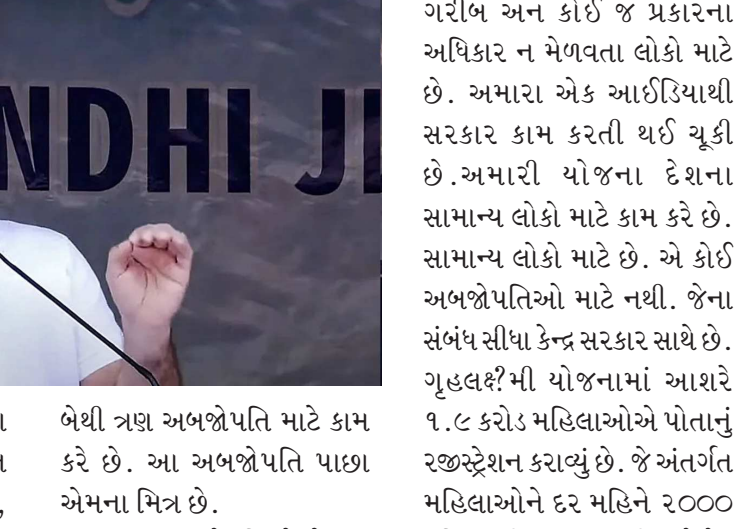 NDHI JI
બેથી ત્રણ અબજોપતિ માટે કામ
કરે છે. આ અબજોપતિ પાછા
એમના મિત્ર છે.
ગરીબ અન કોઈ જ પ્રકારના
અધિકાર ન મેળવતા લોકો માટે
છે. અમારા એક આઈડિયાથી
સરકાર કામ કરતી થઈ ચૂકી
છે.અમારી યોજના દેશના
સામાન્ય લોકો માટે કામ કરે છે.
સામાન્ય લોકો માટે છે. એ કોઈ
અબજોપતિઓ માટે નથી. જેના
સંબંધ સીધા કેન્દ્ર સરકાર સાથે છે.
ગૃહલક્ષ?મી યોજનામાં આશરે
૧.૯ કરોડ મહિલાઓએ પોતાનું
રજીસ્ટ્રેશન કરાવ્યું છે. જે અંતર્ગત
મહિલાઓને દર મહિને ૨૦૦૦